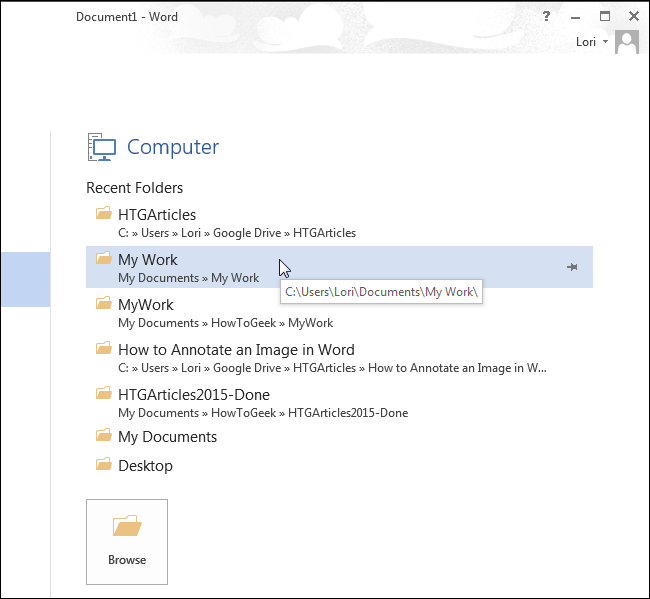 Document1 - Word
?
Lori
Computer
Recent Folders
HTGArticles
C: » Users » Lori » Google Drive » HTGArticles
My Work
My Documents » My Work
C:\Users\Lori\Documents\My Work\
MyWork
My Documents » HowToGeek » MyWork
How to Annotate an Image in Word
C: » Users » Lori » Google Drive » HTGArticles » How to Annotate an Image in W...
HTGArticles2015-Done
My Documents » HowToGeek » HTGArticles2015-Done
My Documents
Desktop
Browse